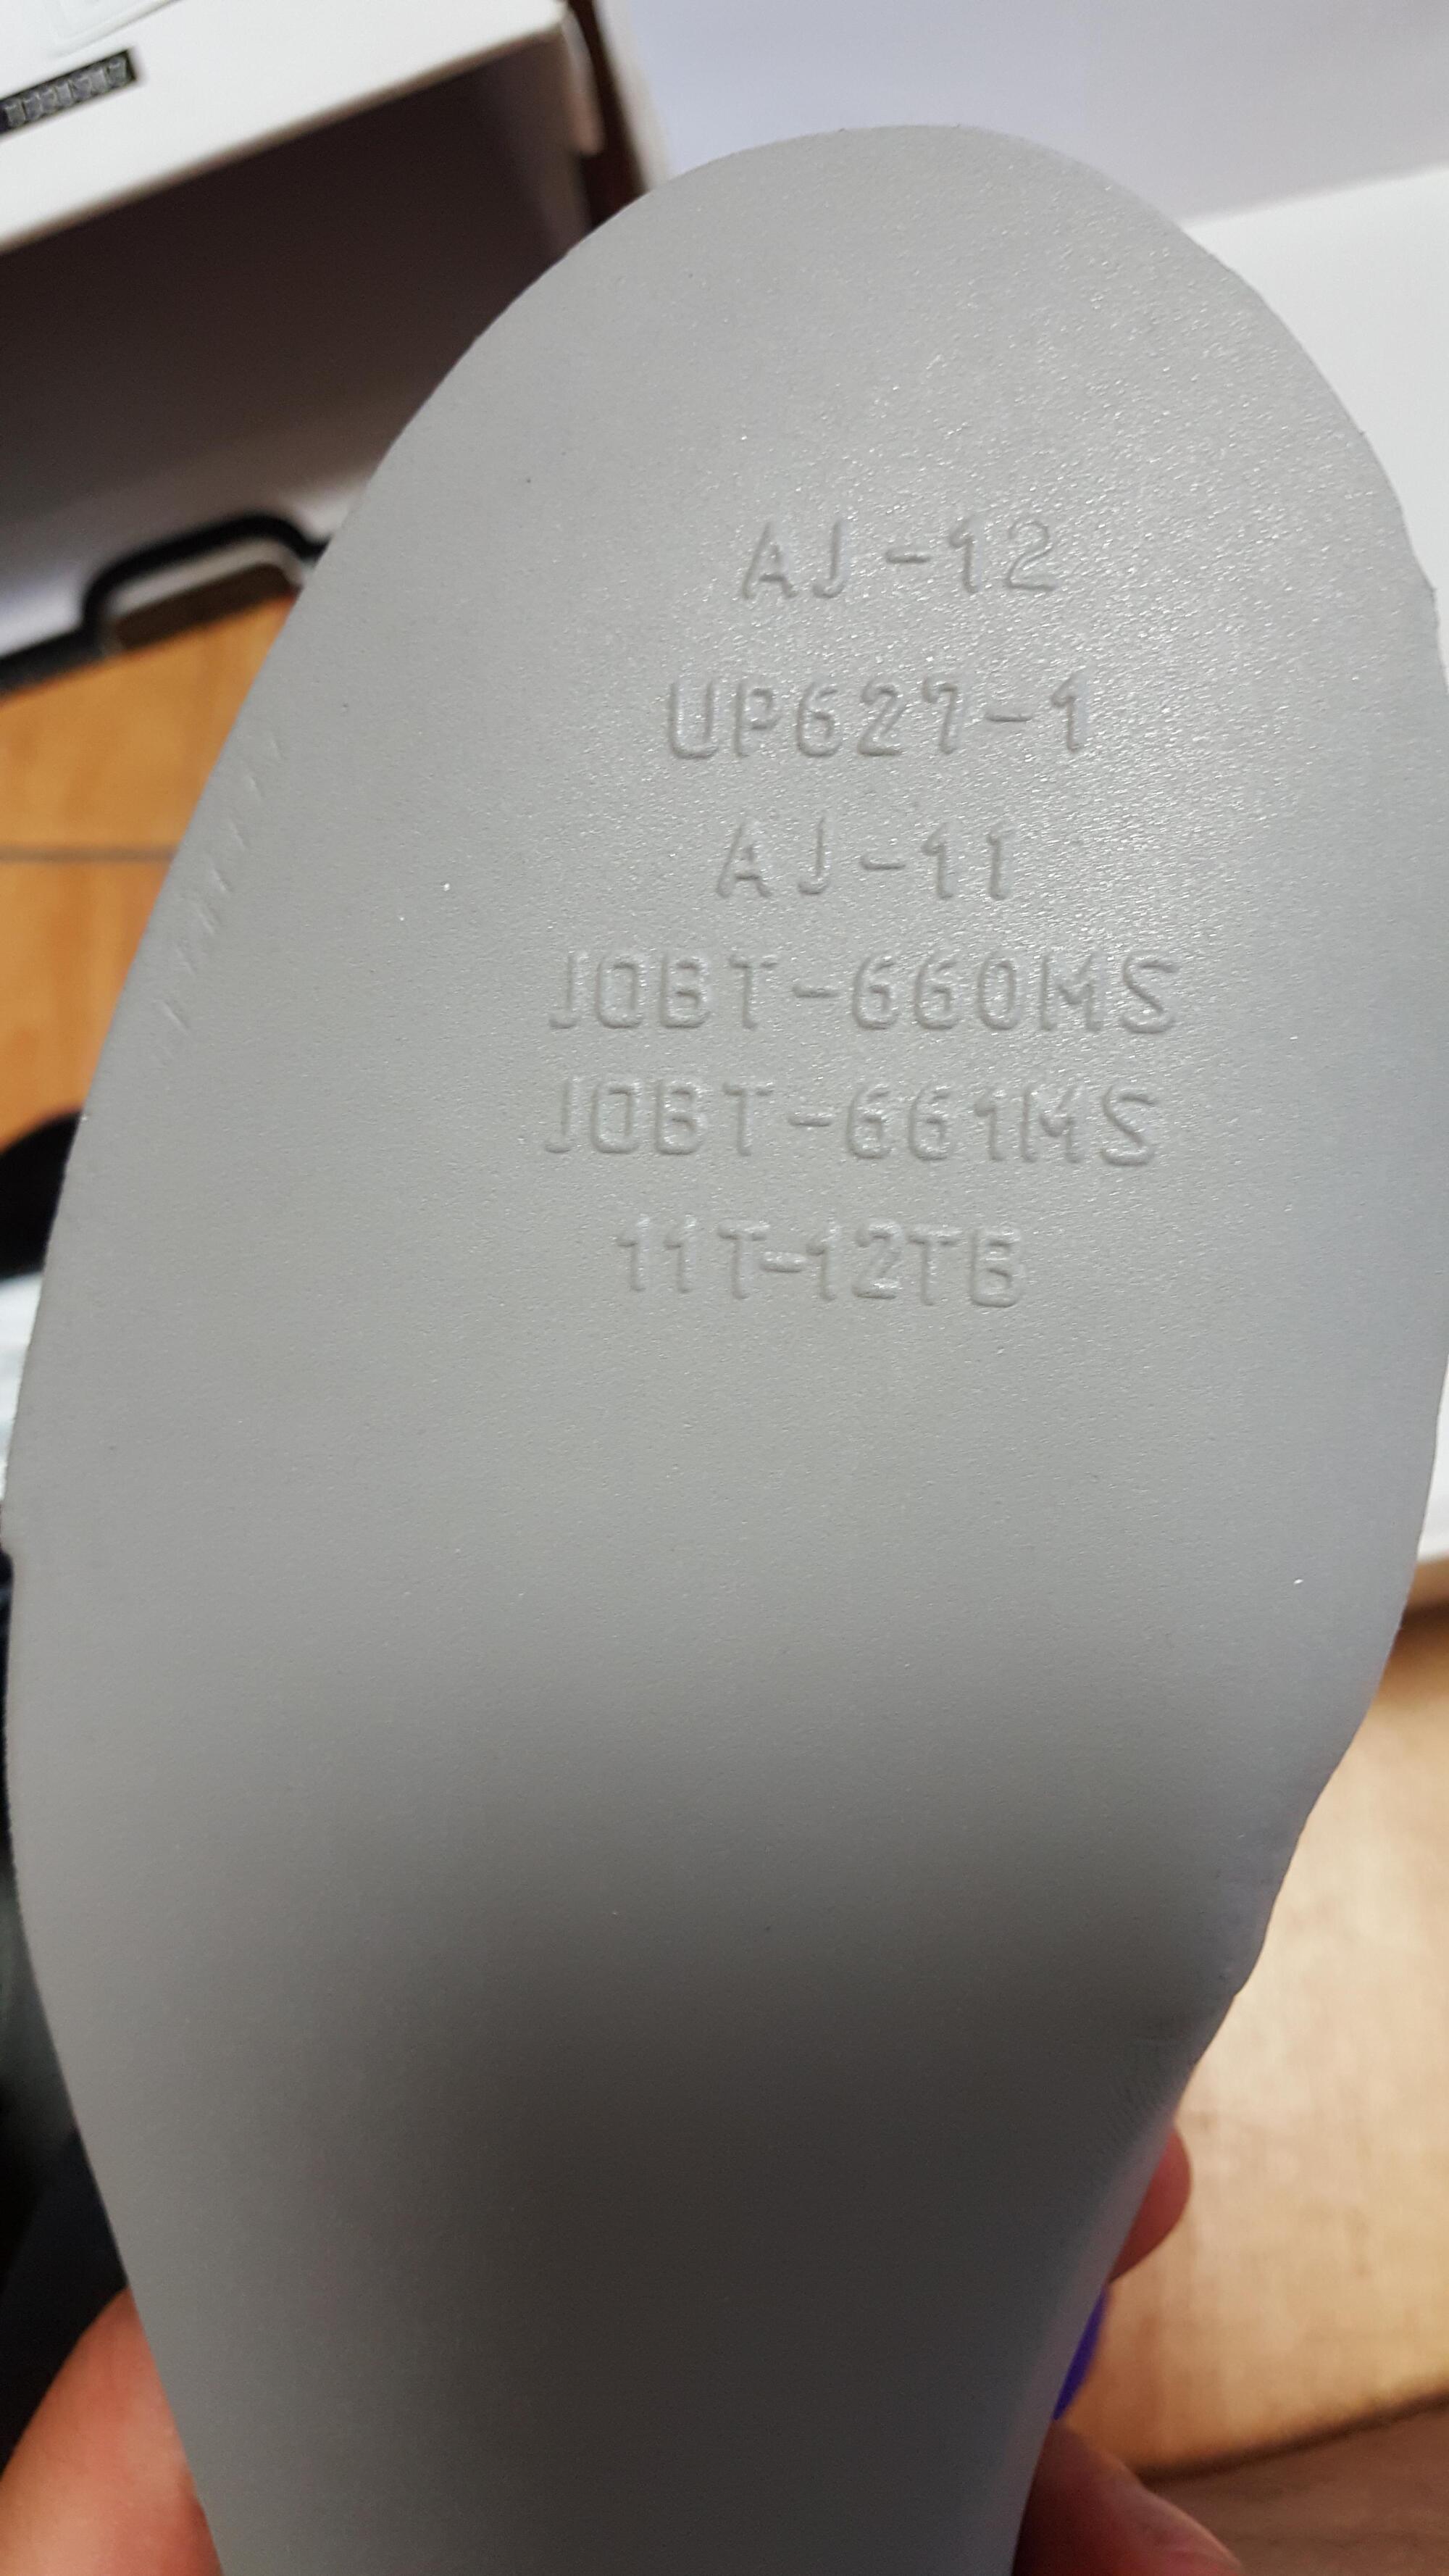 AJ-12
UP627-1
AJ-11
JOBT-660MS
JOBT-661MS
11T-12TB